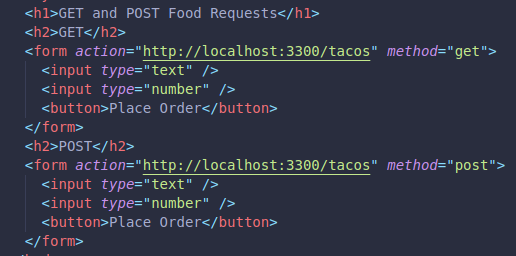 <h1>GET and POST Food Requests</h1>
<h2>GET</h2>
<form action="http://localhost:3300/tacos" method="get">
<input type="text" />
<input type="number" />
<button>Place Order</button>
</form>
<h2>POST</h2>
<form action="http://localhost:3300/tacos" method="post">
<input type="text" />
<input type="number" />
<button>Place Order</button>
</form>